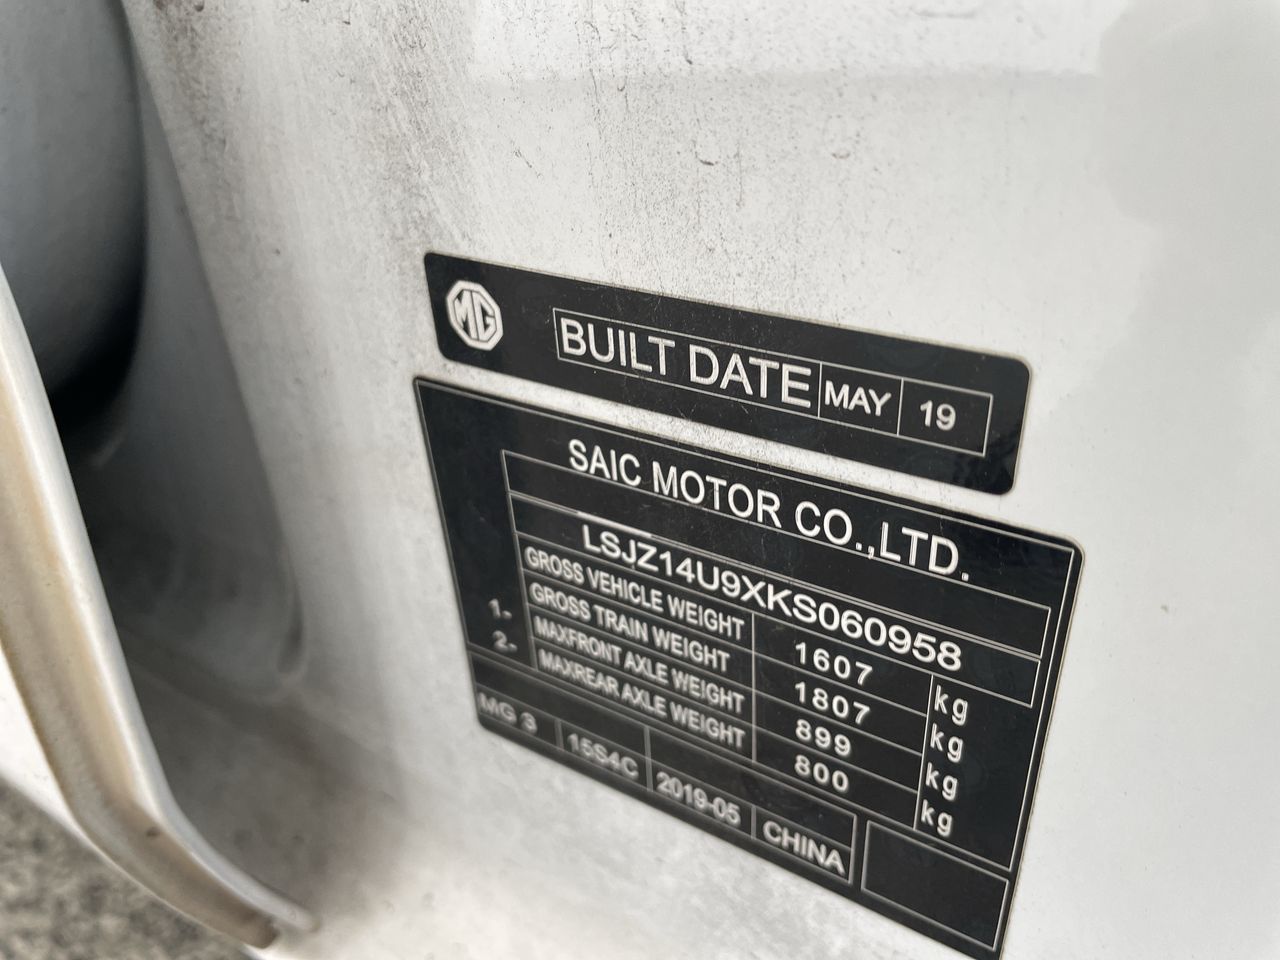 MG BUILT DATE MAY 19
SAIC MOTOR CO.,LTD.
LSJZ14U9XKS060958
GROSS VEHICLE WEIGHT 1607 kg
GROSS TRAIN WEIGHT 1807 kg
1.- MAXFRONT AXLE WEIGHT 899 kg
2.- MAXREAR AXLE WEIGHT 800 kg
MG 3 15S4C 2019-05 CHINA